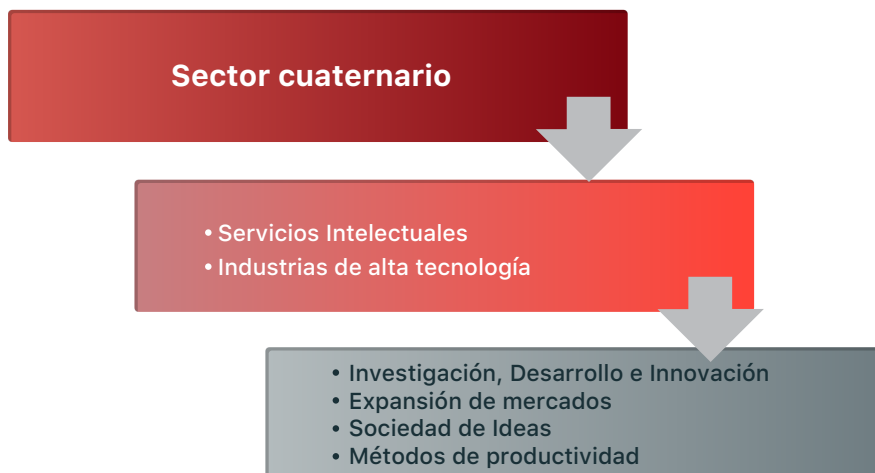 Sector cuaternario
• Servicios Intelectuales
• Industrias de alta tecnología
• Investigación, Desarrollo e Innovación
• Expansión de mercados
• Sociedad de Ideas
• Métodos de productividad